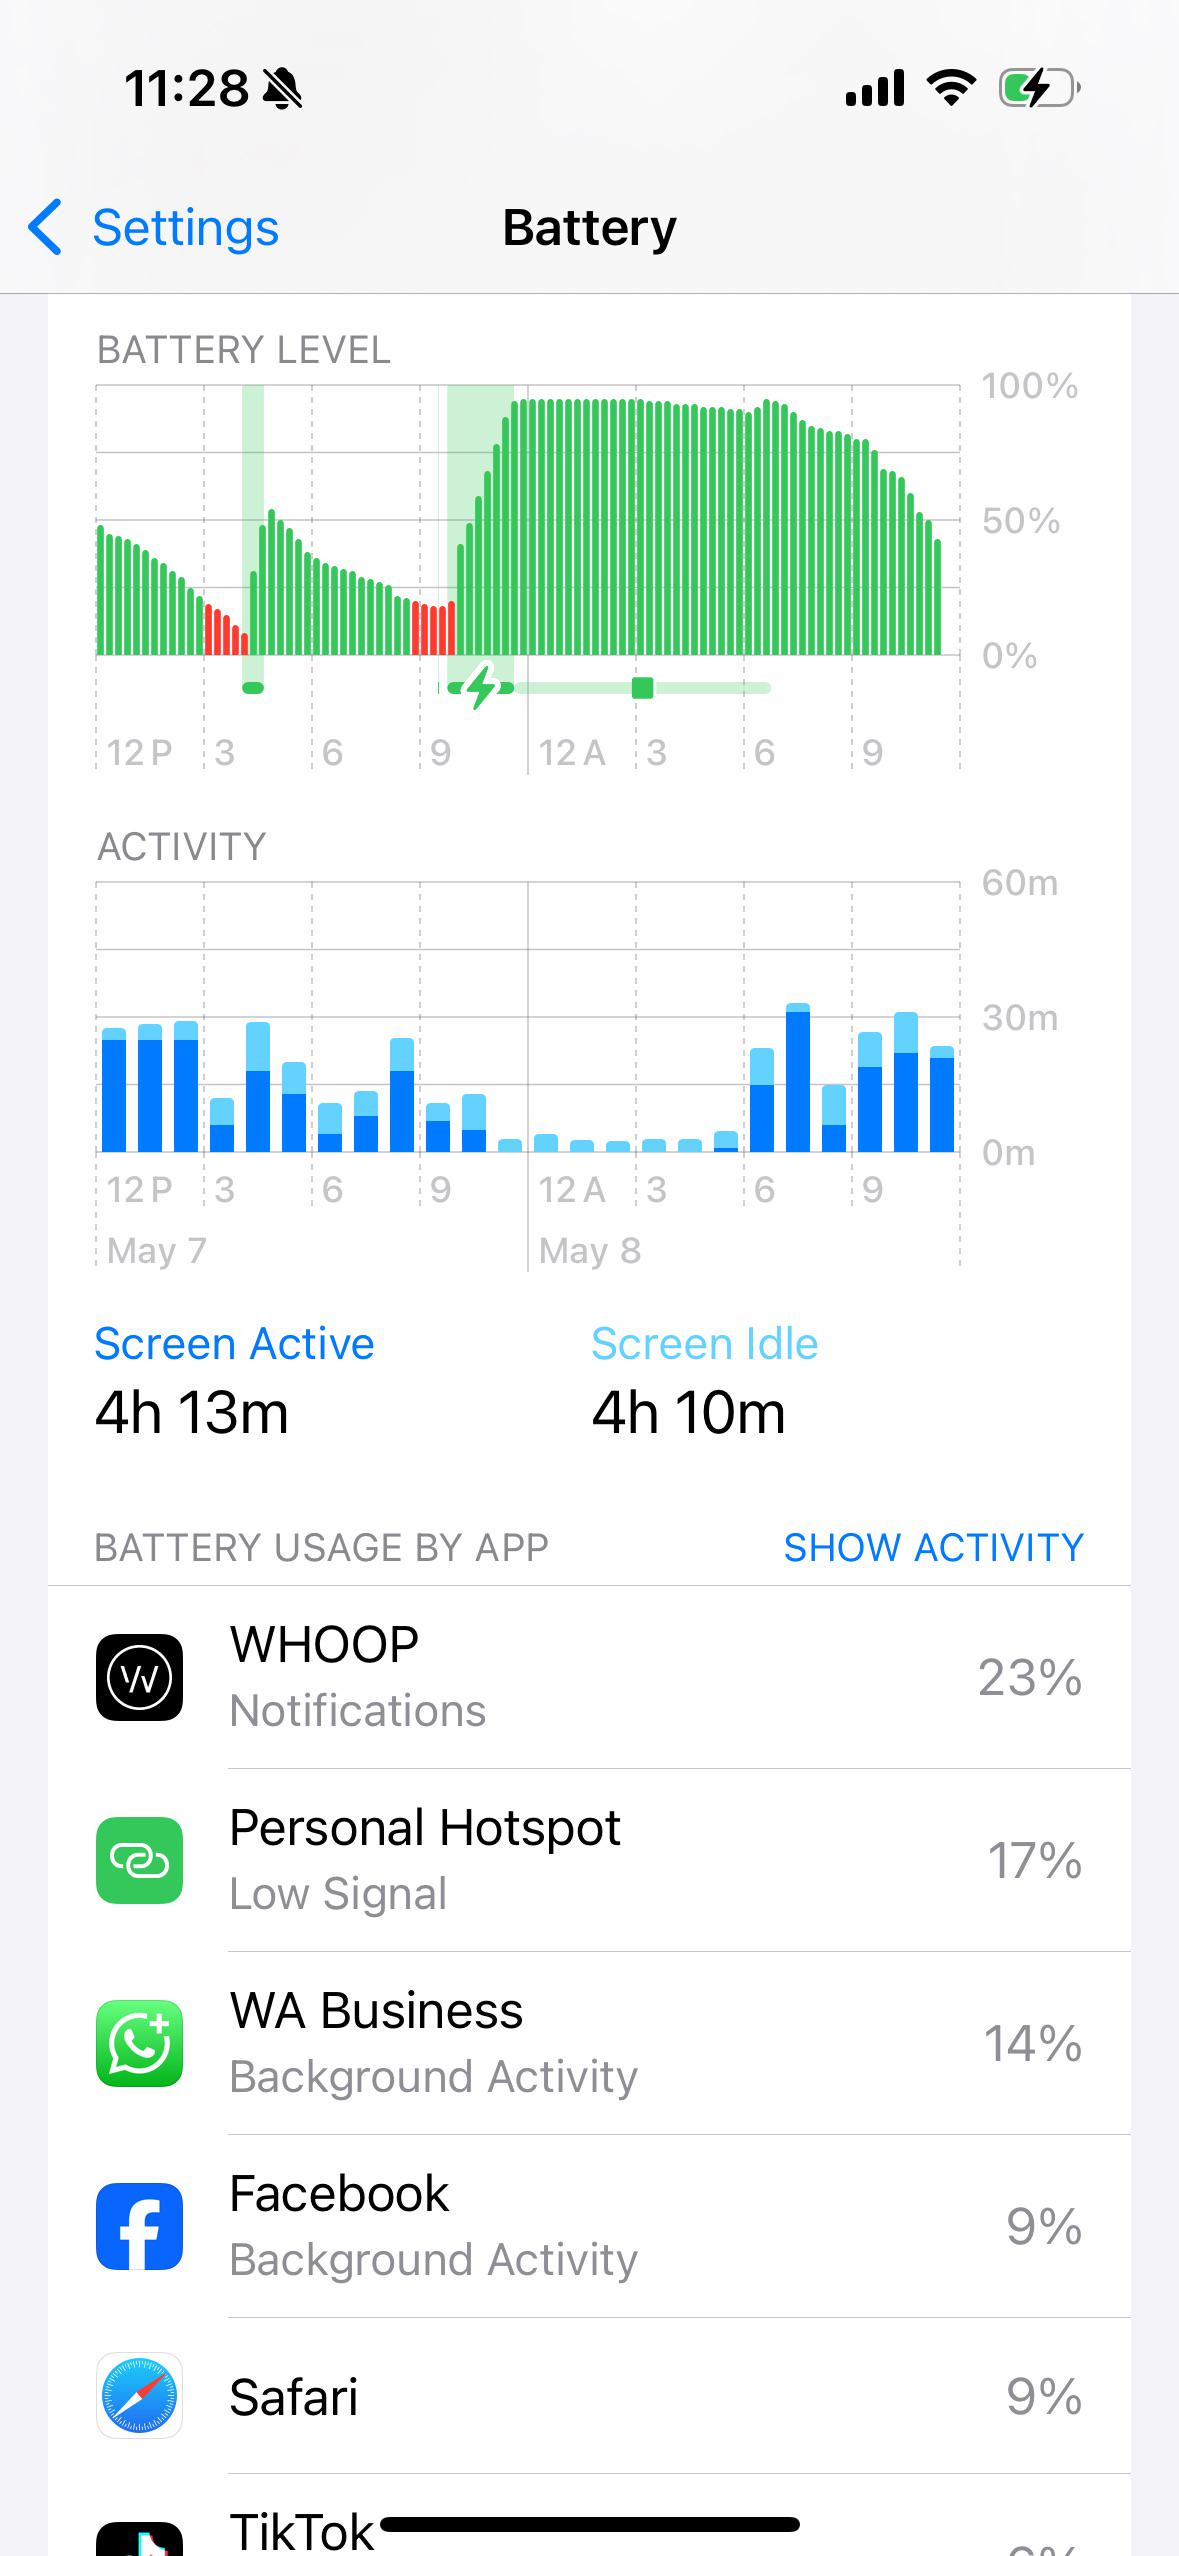 11:28
Settings
Battery
BATTERY LEVEL
100%
50%
0%
12 P 3 6 9 12 A 3 6 9
ACTIVITY
60m
30m
0m
12 P 3 6 9 12 A 3 6 9
May 7 May 8
Screen Active Screen Idle
4h 13m 4h 10m
BATTERY USAGE BY APP SHOW ACTIVITY
WHOOP
Notifications
23%
Personal Hotspot
Low Signal
17%
WA Business
Background Activity
14%
Facebook
Background Activity
9%
Safari
9%
TikTok